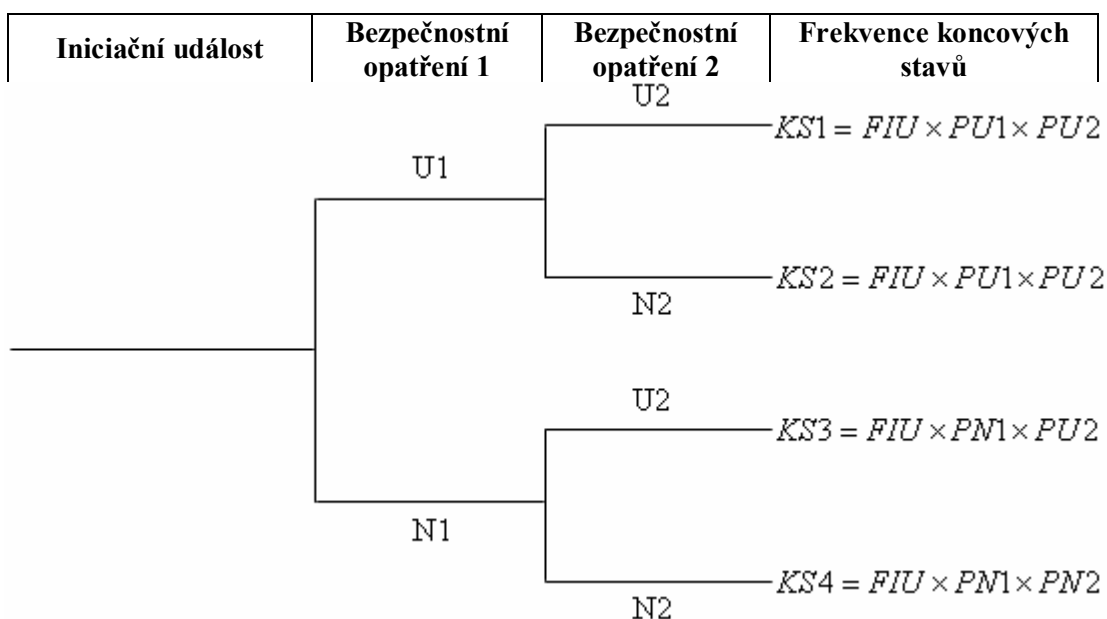 Iniciační událost
Bezpečnostní
opatření 1
Bezpečnostní
opatření 2
Frekvence koncových
stavů
U2
KS1 = FIU × PU1 × PU2
U1
KS2 = FIU × PU1 × PU2
N2
U2
KS3 = FIU × PN1 × PU2
N1
KS4 = FIU × PN1 × PN2
N2